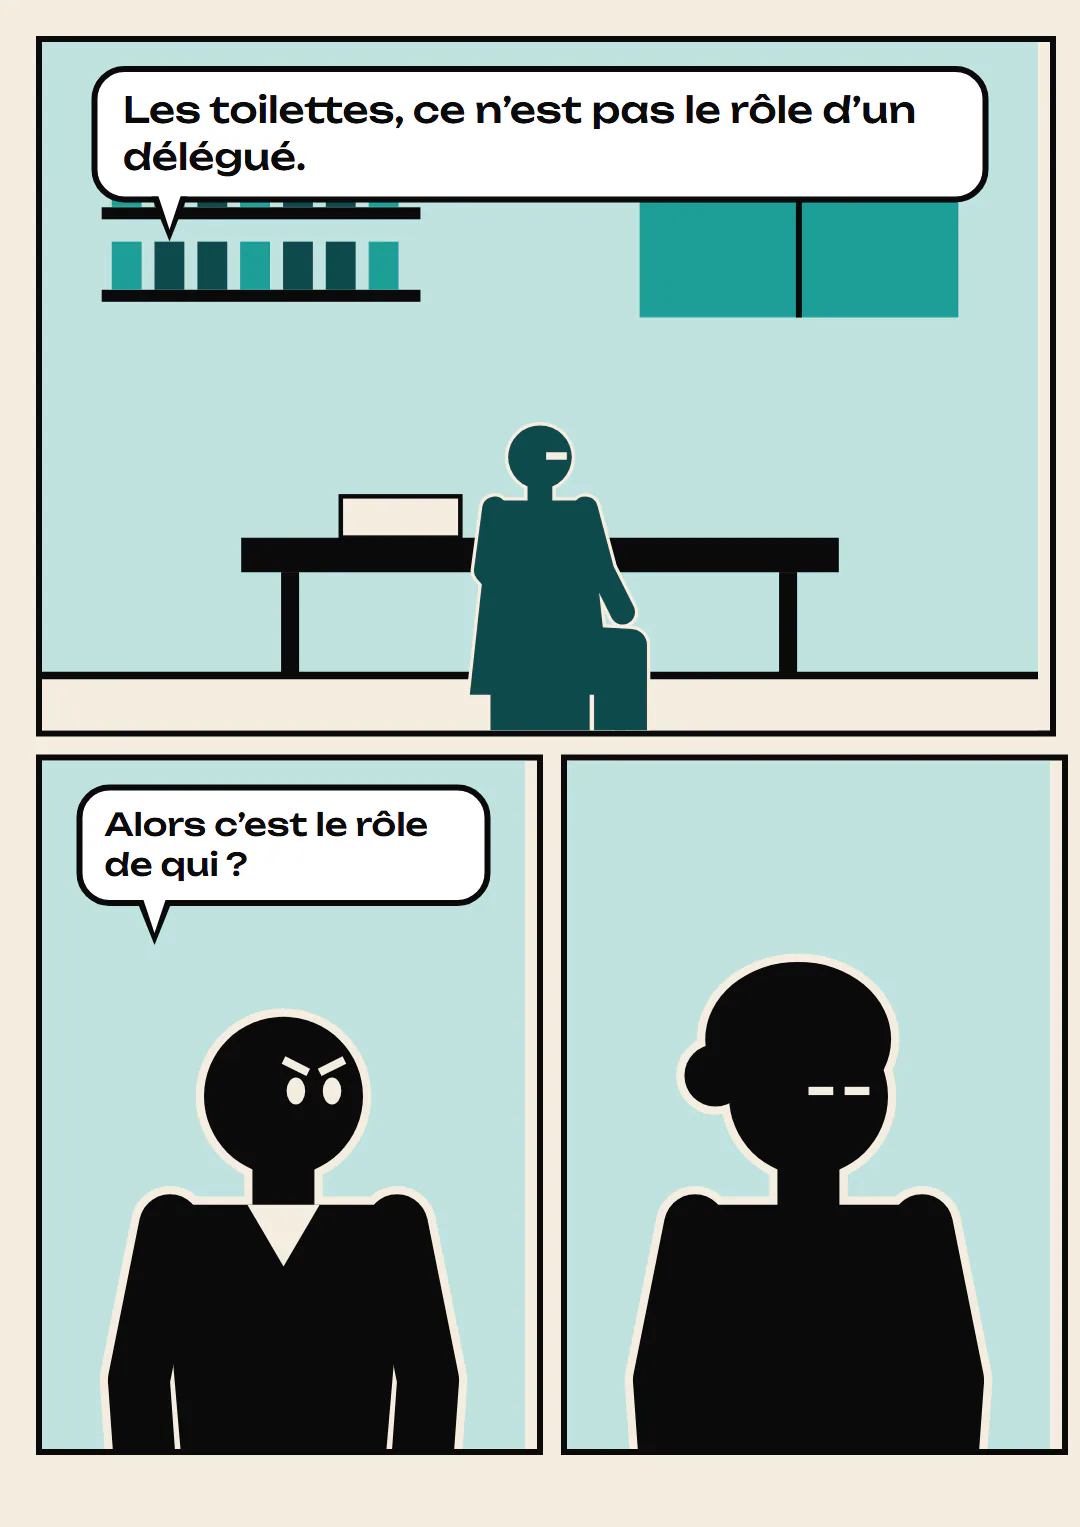 Les toilettes, ce n’est pas le rôle d’un
délégué.
Alors c’est le rôle
de qui ?